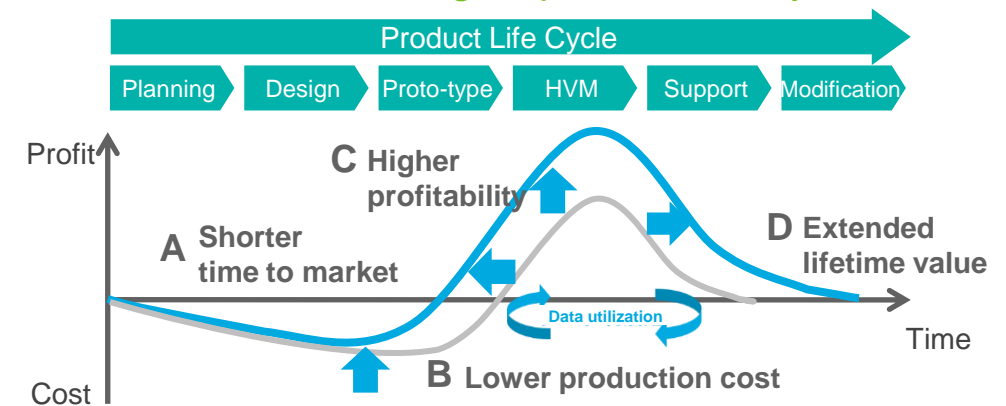 Product Life Cycle
Planning
Design
Proto-type
HVM
Support
Modification
Profit
C Higher
profitability
A Shorter
time to market
D Extended
lifetime value
Data utilization
Time
B Lower production cost
Cost